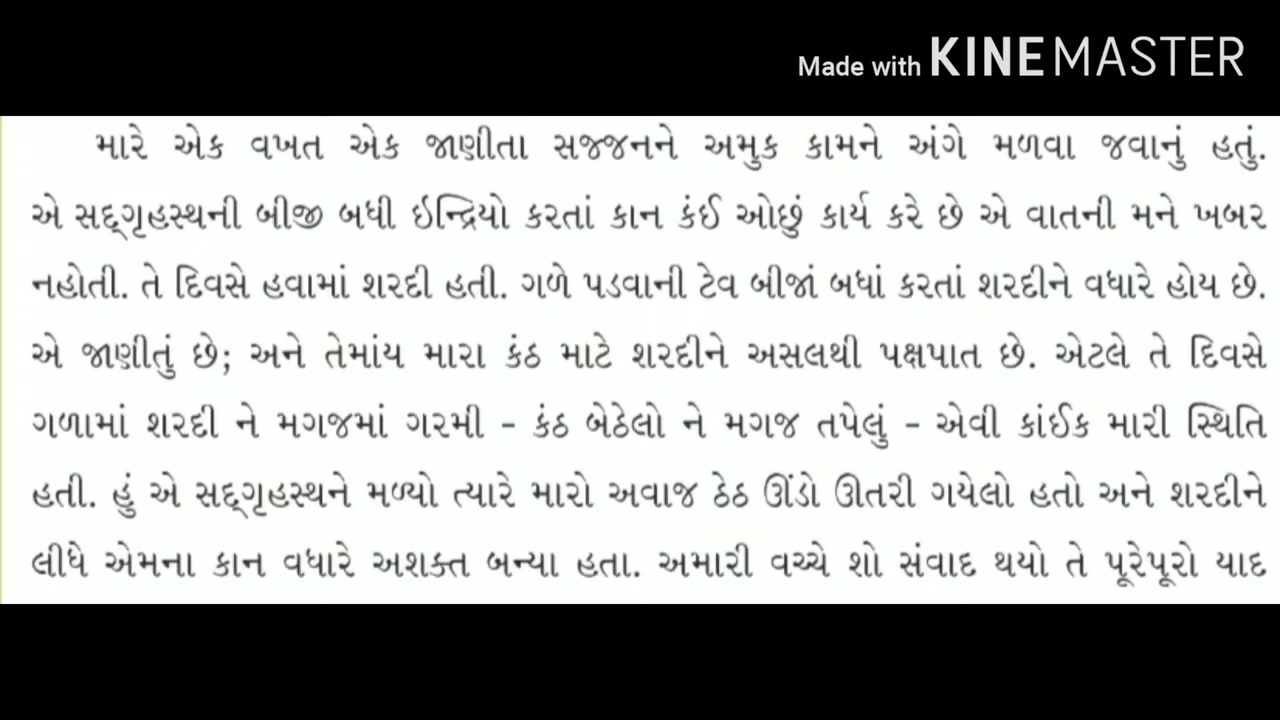 Made with KINEMASTER
મારે એક વખત એક જાણીતા સજ્જનને અમુક કામને અંગે મળવા જવાનું હતું.
એ સદ્‌ગૃહસ્થની બીજી બધી ઇન્દ્રિયો કરતાં કાન કંઈ ઓછું કાર્ય કરે છે એ વાતની મને ખબર
નહોતી. તે દિવસે હવામાં શરદી હતી. ગળે પડવાની ટેવ બીજાં બધાં કરતાં શરદીને વધારે હોય છે.
એ જાણીતું છે; અને તેમાંય મારા કંઠ માટે શરદીને અસલથી પક્ષપાત છે. એટલે તે દિવસે
ગળામાં શરદી ને મગજમાં ગરમી - કંઠ બેઠેલો ને મગજ તપેલું - એવી કાંઈક મારી સ્થિતિ
હતી. હું એ સદ્‌ગૃહસ્થને મળ્યો ત્યારે મારો અવાજ ઠેઠ ઊંડો ઊતરી ગયેલો હતો અને શરદીને
લીધે એમના કાન વધારે અશક્ત બન્યા હતા. અમારી વચ્ચે શો સંવાદ થયો તે પૂરેપૂરો યાદ